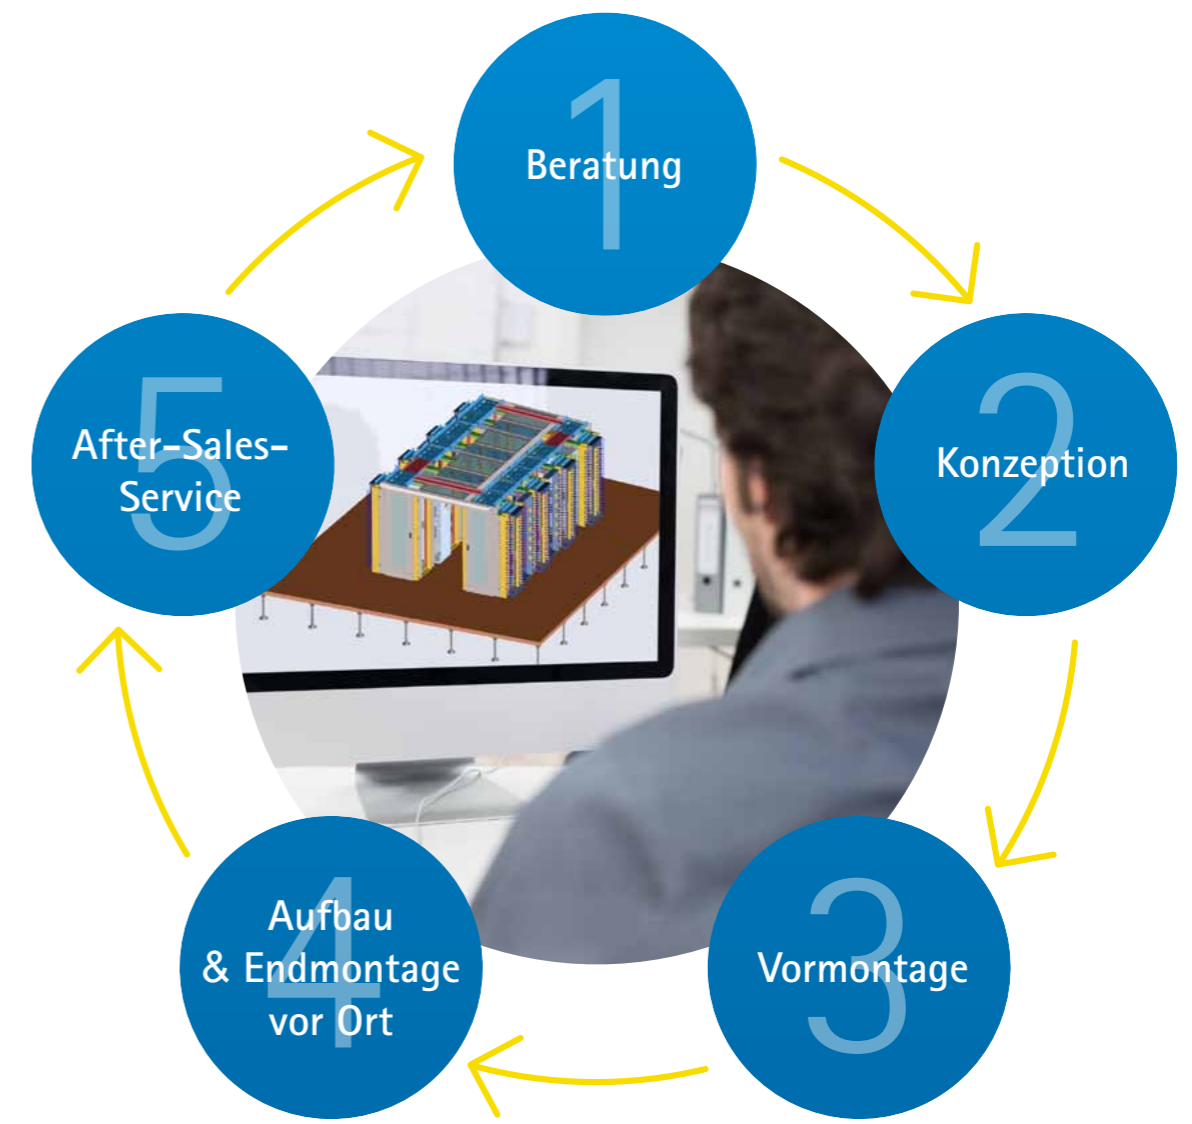 1
Beratung
2
Konzeption
3
Vormontage
4
Aufbau
& Endmontage
vor Ort
5
After-Sales-
Service